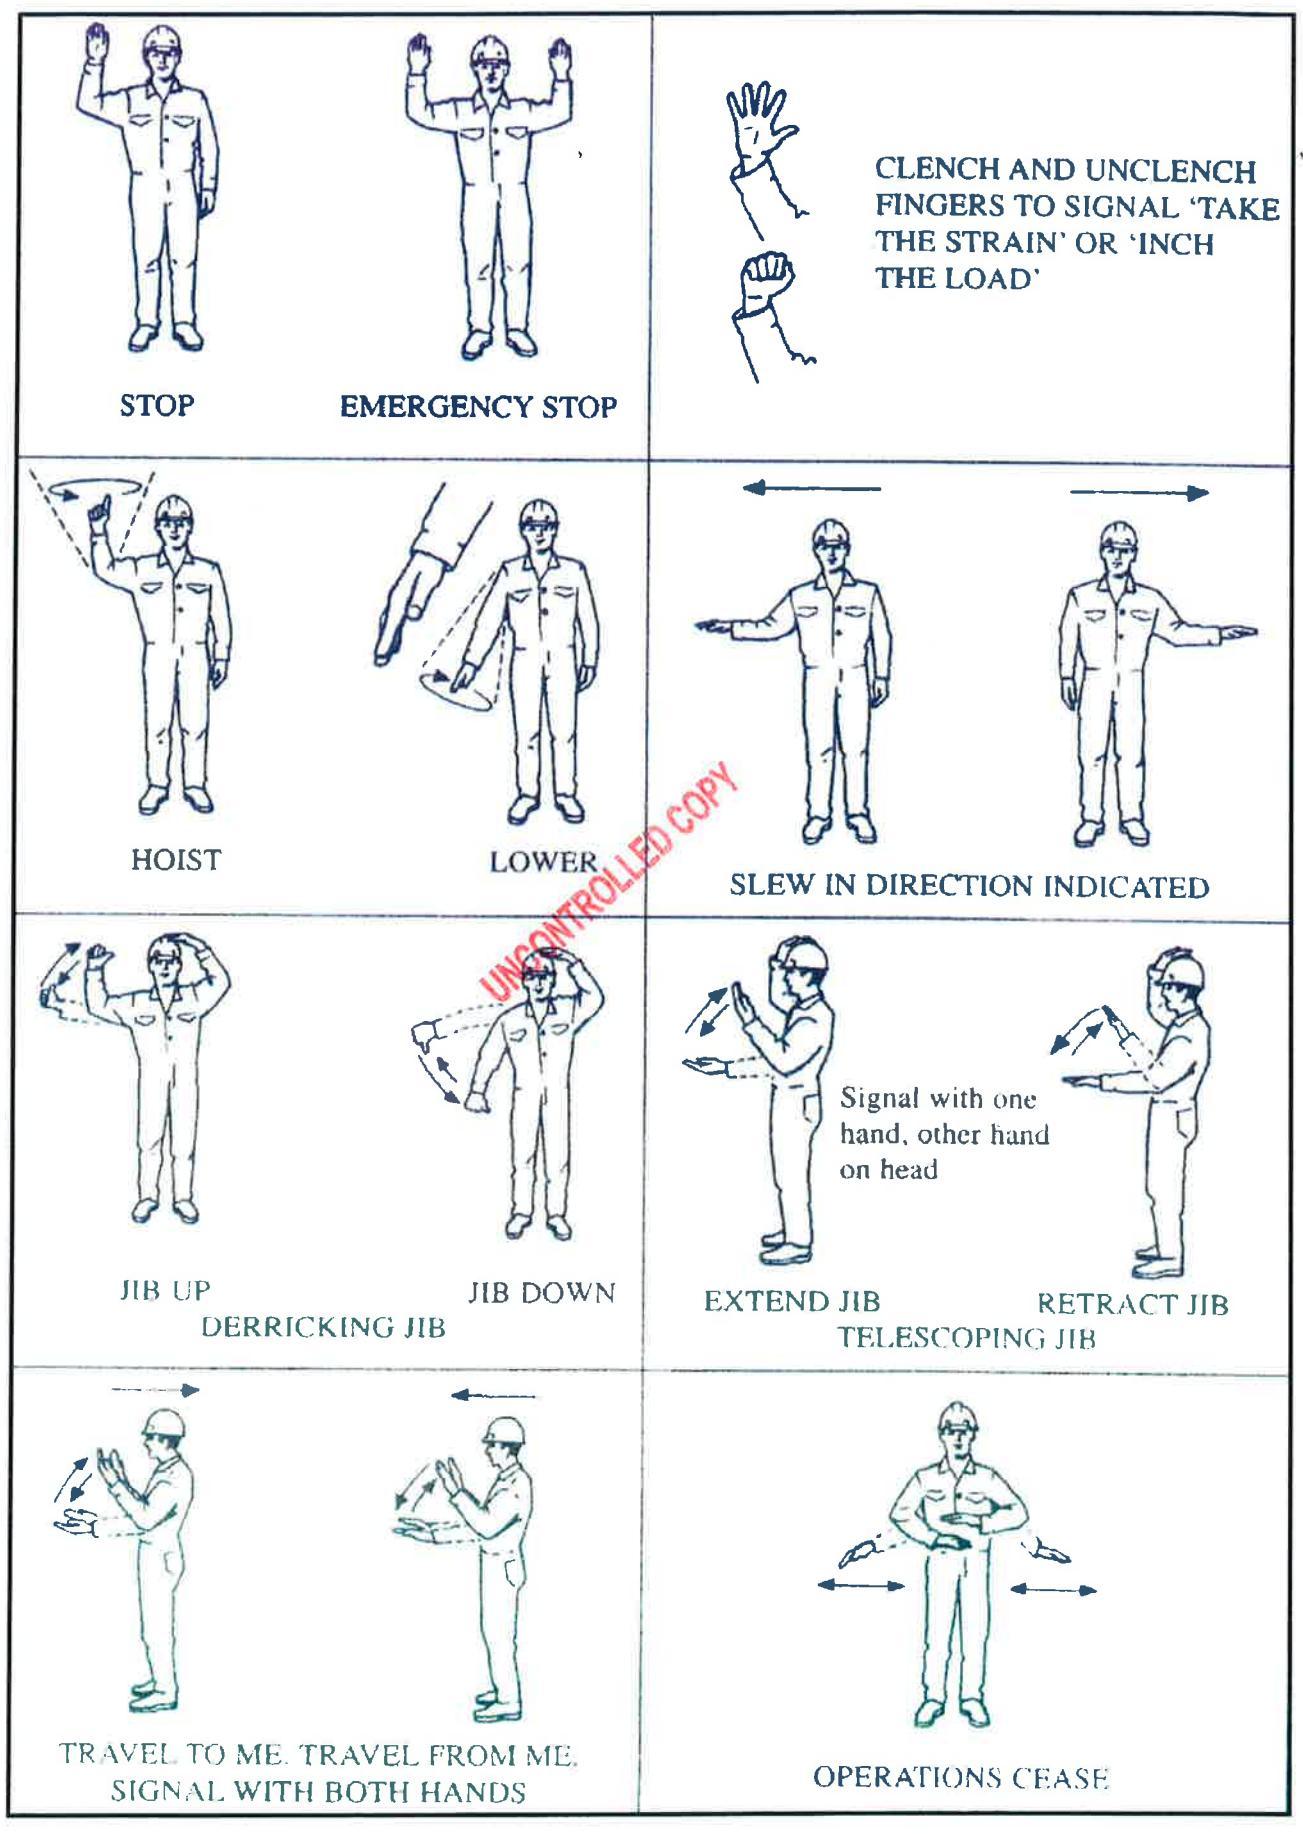 STOP
EMERGENCY STOP
CLENCH AND UNCLENCH
FINGERS TO SIGNAL ‘TAKE
THE STRAIN’ OR ‘INCH
THE LOAD’
HOIST
LOWER
SLEW IN DIRECTION INDICATED
UNCONTROLLED COPY
JIB UP
JIB DOWN
DERRICKING JIB
Signal with one
hand, other hand
on head
EXTEND JIB
RETRACT JIB
TELESCOPING JIB
TRAVEL TO ME. TRAVEL FROM ME.
SIGNAL WITH BOTH HANDS
OPERATIONS CEASE